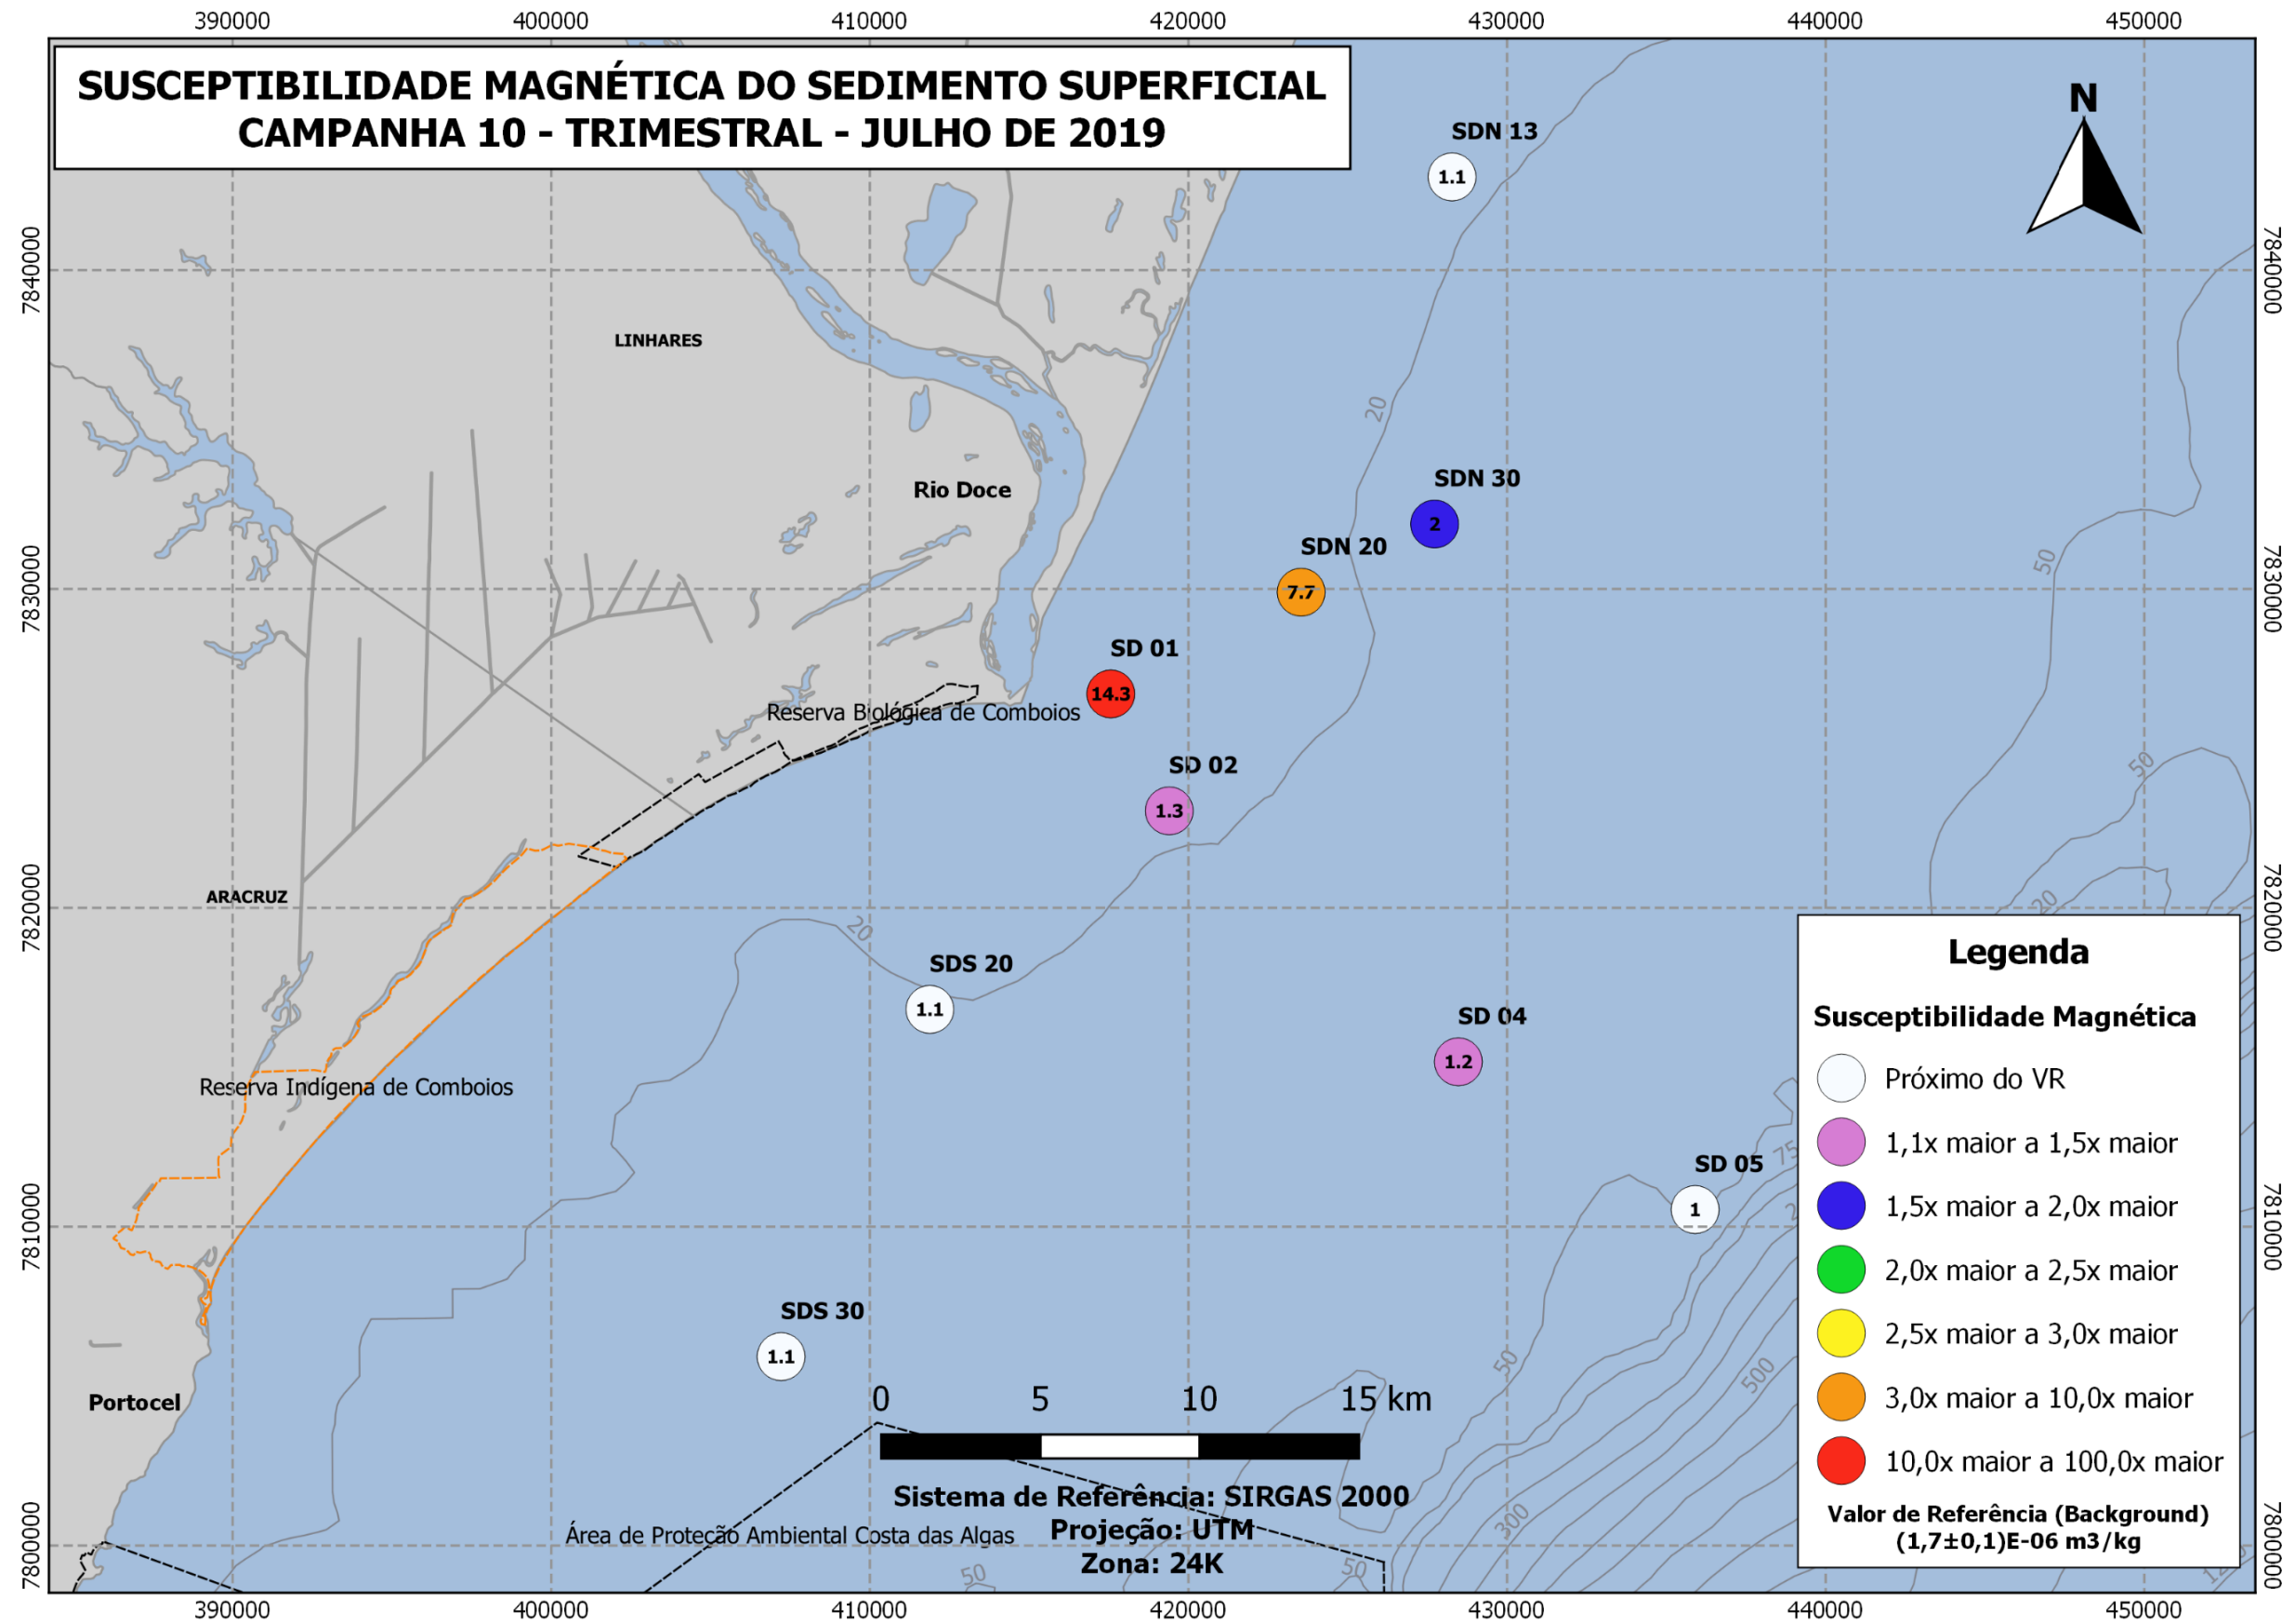 390000 400000 410000 420000 430000 440000 450000
SUSCEPTIBILIDADE MAGNÉTICA DO SEDIMENTO SUPERFICIAL
CAMPANHA 10 - TRIMESTRAL - JULHO DE 2019
N
SDN 13
1.1
7840000
7840000
LINHARES
20
SDN 30
2
Rio Doce
SDN 20
7.7
50
7830000
7830000
SD 01
14.3
Reserva Biológica de Comboios
SD 02
1.3
50
ARACRUZ
7820000
7820000
20
20
SDS 20
1.1
SD 04
1.2
Reserva Indígena de Comboios
SD 05
1
75
7810000
7810000
SDS 30
1.1
50
500
Portocel
0 5 10 15 km
Sistema de Referência: SIRGAS 2000
Projeção: UTM
Zona: 24K
Área de Proteção Ambiental Costa das Algas
300
50
50
7800000
7800000
Legenda
Susceptibilidade Magnética
Próximo do VR
1,1x maior a 1,5x maior
1,5x maior a 2,0x maior
2,0x maior a 2,5x maior
2,5x maior a 3,0x maior
3,0x maior a 10,0x maior
10,0x maior a 100,0x maior
Valor de Referência (Background)
(1,7±0,1)E-06 m3/kg
390000 400000 410000 420000 430000 440000 450000